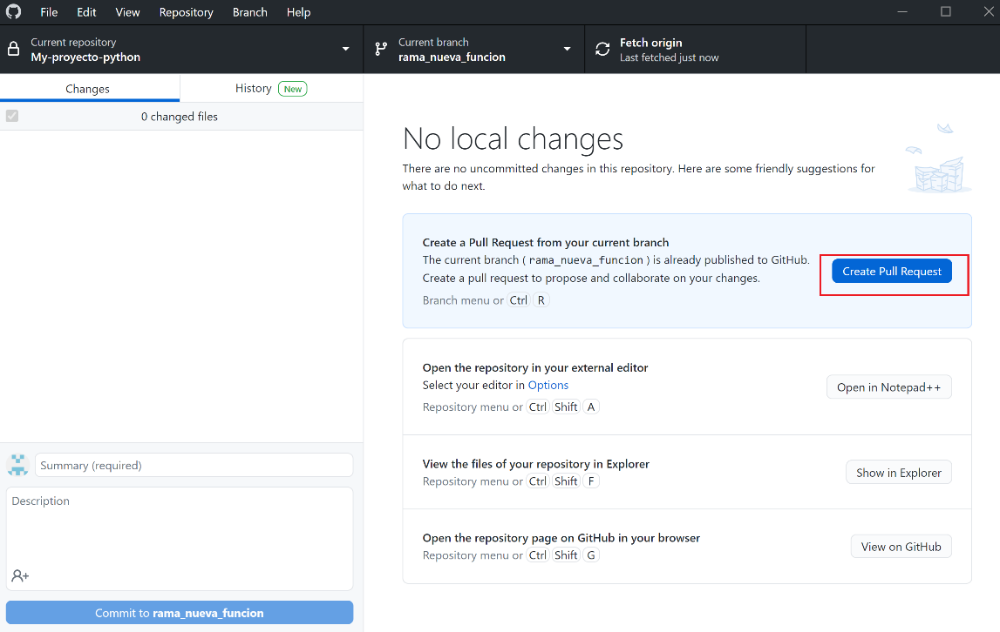 File Edit View Repository Branch Help
Current repository
My-proyecto-python
Current branch
rama_nueva_funcion
Fetch origin
Last fetched just now
Changes
History New
0 changed files
No local changes
There are no uncommitted changes in this repository. Here are some friendly suggestions for
what to do next.
Create a Pull Request from your current branch
The current branch ( rama_nueva_funcion ) is already published to GitHub.
Create a pull request to propose and collaborate on your changes.
Branch menu or Ctrl R
Create Pull Request
Open the repository in your external editor
Select your editor in Options
Repository menu or Ctrl Shift A
Open in Notepad++
View the files of your repository in Explorer
Repository menu or Ctrl Shift F
Show in Explorer
Open the repository page on GitHub in your browser
Repository menu or Ctrl Shift G
View on GitHub
Summary (required)
Description
Commit to rama_nueva_funcion